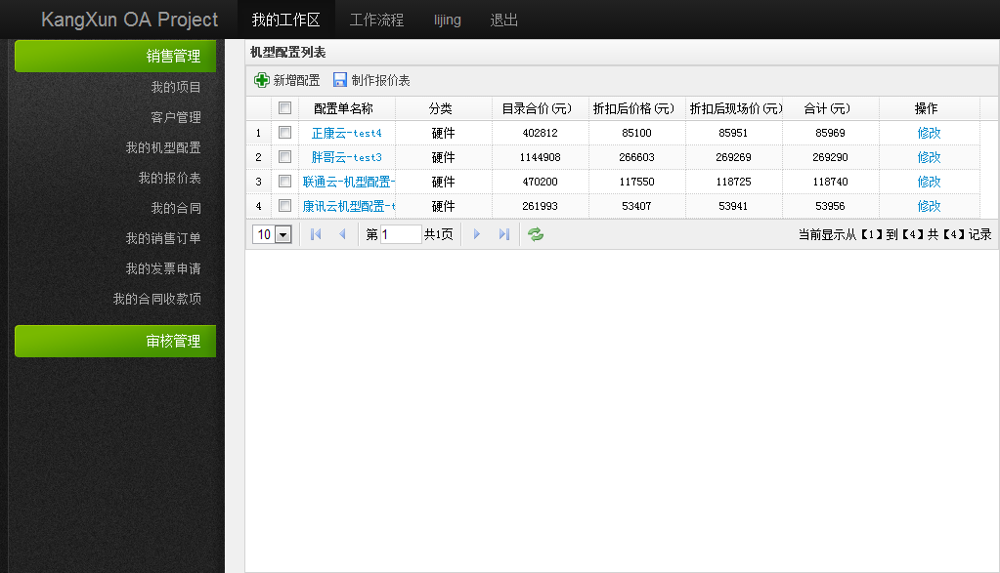 KangXun OA Project 我的工作区 工作流程 lijing 退出
销售管理
我的项目
客户管理
我的机型配置
我的报价表
我的合同
我的销售订单
我的发票申请
我的合同收款项
审核管理
机型配置列表
新增配置 制作报价表
配置单名称 分类 目录合价(元) 折扣后价格(元) 折扣后现场价(元) 合计(元) 操作
1 正康云-test4 硬件 402812 85100 85951 85969 修改
2 胖哥云-test3 硬件 1144908 266603 269269 269290 修改
3 联通云-机型配置- 硬件 470200 117550 118725 118740 修改
4 康讯云机型配置-t 硬件 261993 53407 53941 53956 修改
10 第 1 共1页 当前显示从【1】到【4】共【4】记录